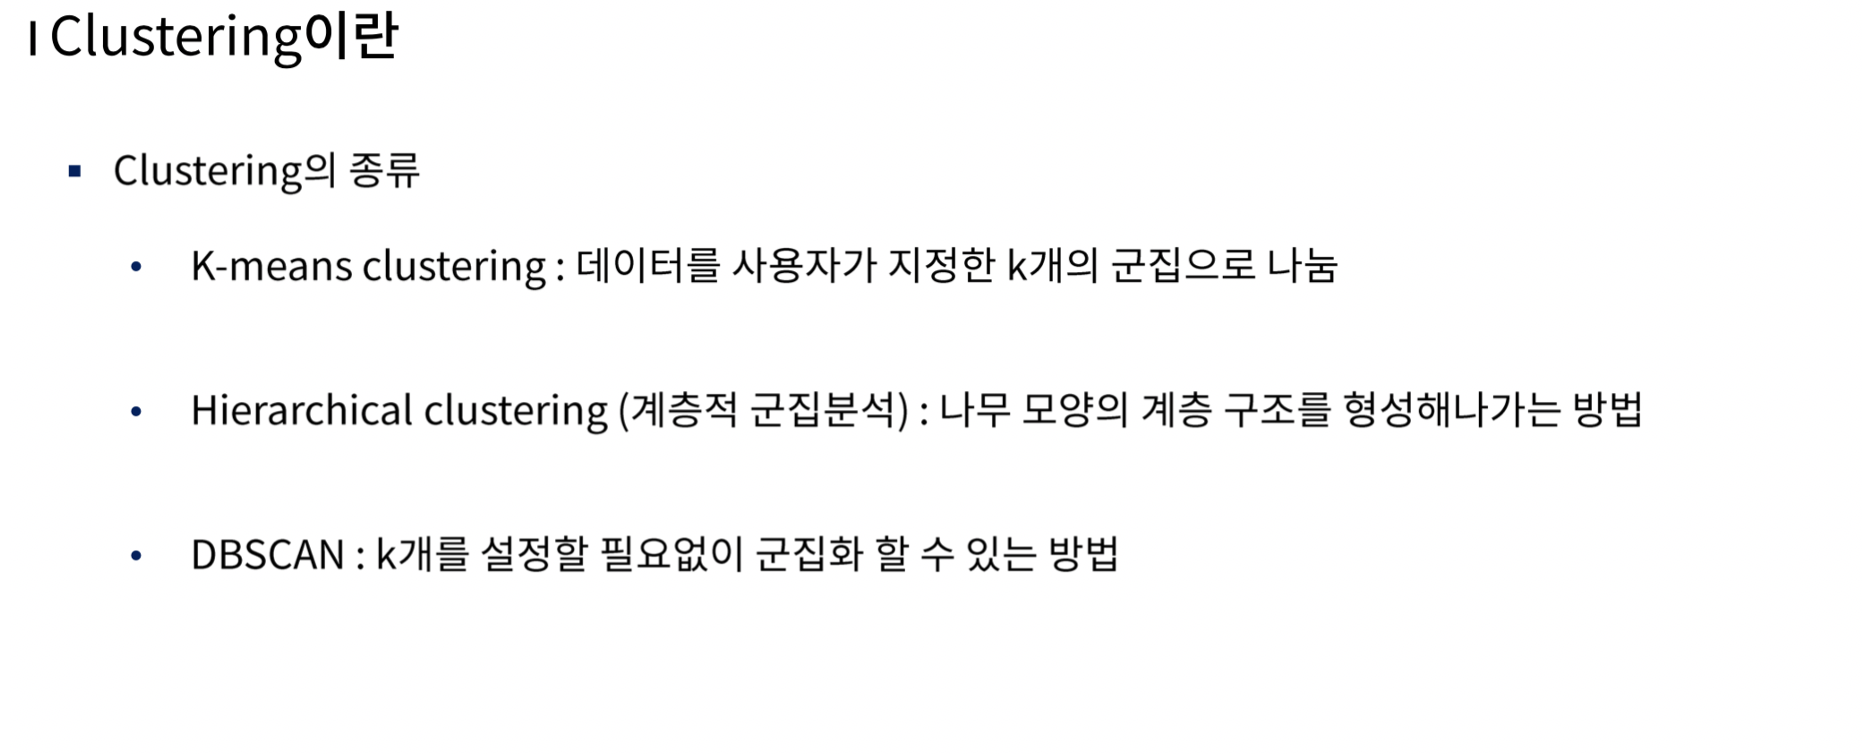 I Clustering이란
▪ Clustering의 종류
• K-means clustering : 데이터를 사용자가 지정한 k개의 군집으로 나눔
• Hierarchical clustering (계층적 군집분석) : 나무 모양의 계층 구조를 형성해나가는 방법
• DBSCAN : k개를 설정할 필요없이 군집화 할 수 있는 방법